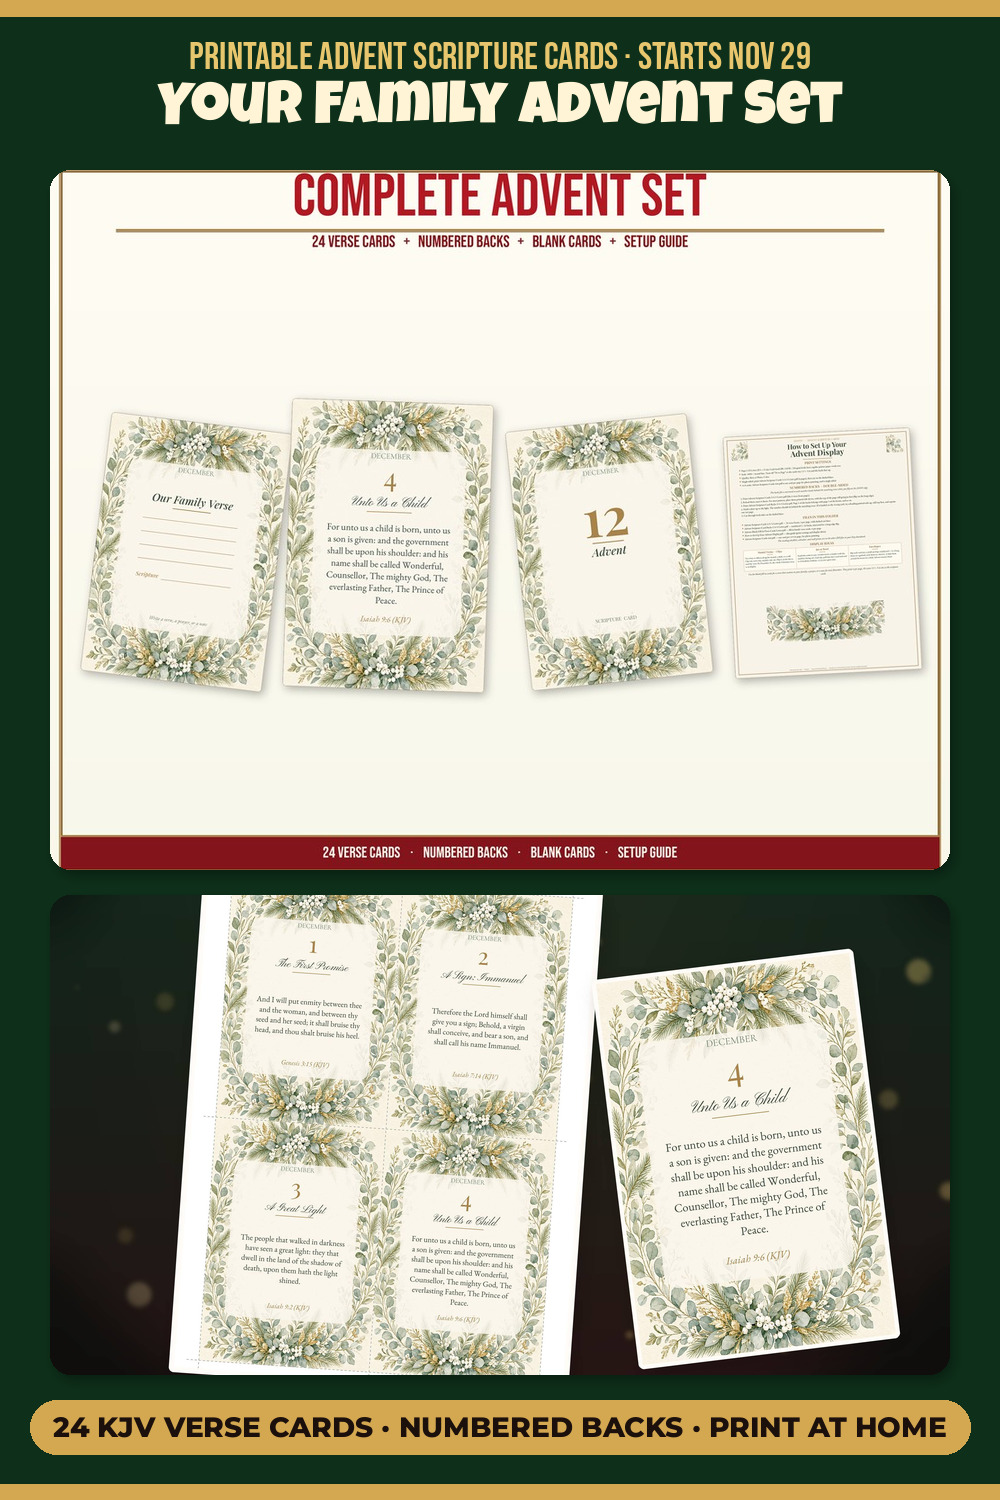 PRINTABLE ADVENT SCRIPTURE CARDS · STARTS NOV 29
YOUR FAMILY ADVENT SET
COMPLETE ADVENT SET
24 VERSE CARDS + NUMBERED BACKS + BLANK CARDS + SETUP GUIDE
DECEMBER
Our Family Verse
Scripture
Write a verse, a prayer, or a note
DECEMBER
4
Unto Us a Child
For unto us a child is born, unto us
a son is given: and the government
shall be upon his shoulder: and his
name shall be called Wonderful,
Counsellor, The mighty God, The
everlasting Father, The Prince of
Peace.
Isaiah 9:6 (KJV)
DECEMBER
12
Advent
SCRIPTURE CARD
How to Set Up Your
Advent Display
24 VERSE CARDS · NUMBERED BACKS · BLANK CARDS · SETUP GUIDE
DECEMBER
1
The First Promise
And I will put enmity between thee
and the woman, and between thy
seed and her seed; it shall bruise thy
head, and thou shalt bruise his heel.
Genesis 3:15 (KJV)
DECEMBER
2
A Sign: Immanuel
Therefore the Lord himself shall
give you a sign; Behold, a virgin
shall conceive, and bear a son, and
shall call his name Immanuel.
Isaiah 7:14 (KJV)
DECEMBER
3
A Great Light
The people that walked in darkness
have seen a great light: they that
dwell in the land of the shadow of
death, upon them hath the light
shined.
Isaiah 9:2 (KJV)
DECEMBER
4
Unto Us a Child
For unto us a child is born, unto us
a son is given: and the government
shall be upon his shoulder: and his
name shall be called Wonderful,
Counsellor, The mighty God, The
everlasting Father, The Prince of
Peace.
Isaiah 9:6 (KJV)
DECEMBER
4
Unto Us a Child
For unto us a child is born, unto us
a son is given: and the government
shall be upon his shoulder: and his
name shall be called Wonderful,
Counsellor, The mighty God, The
everlasting Father, The Prince of
Peace.
Isaiah 9:6 (KJV)
24 KJV VERSE CARDS · NUMBERED BACKS · PRINT AT HOME